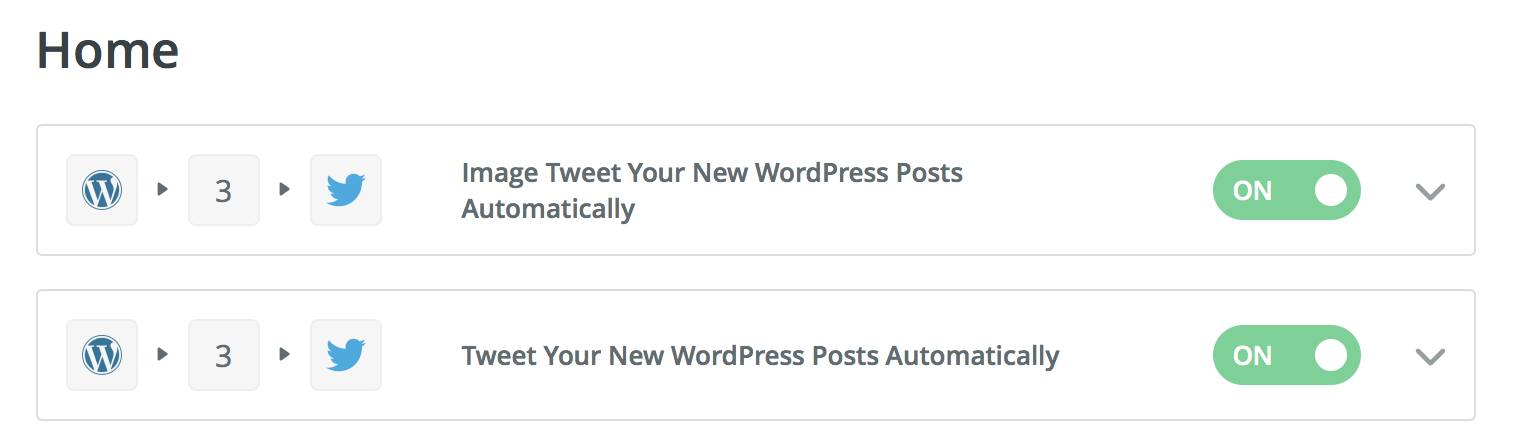 Home
3
Image Tweet Your New WordPress Posts
Automatically
ON
3
Tweet Your New WordPress Posts Automatically
ON